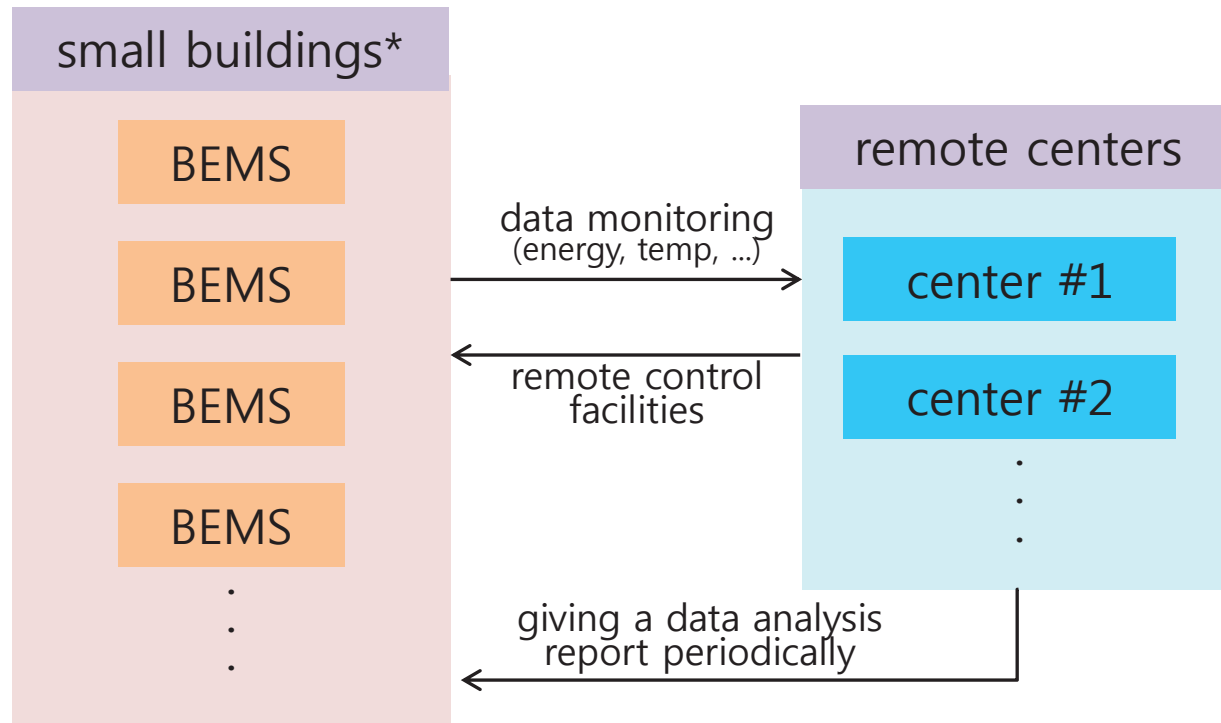 small buildings*
BEMS
BEMS
BEMS
BEMS
.
.
.
data monitoring
(energy, temp, ...)
remote control
facilities
giving a data analysis
report periodically
remote centers
center #1
center #2
.
.
.